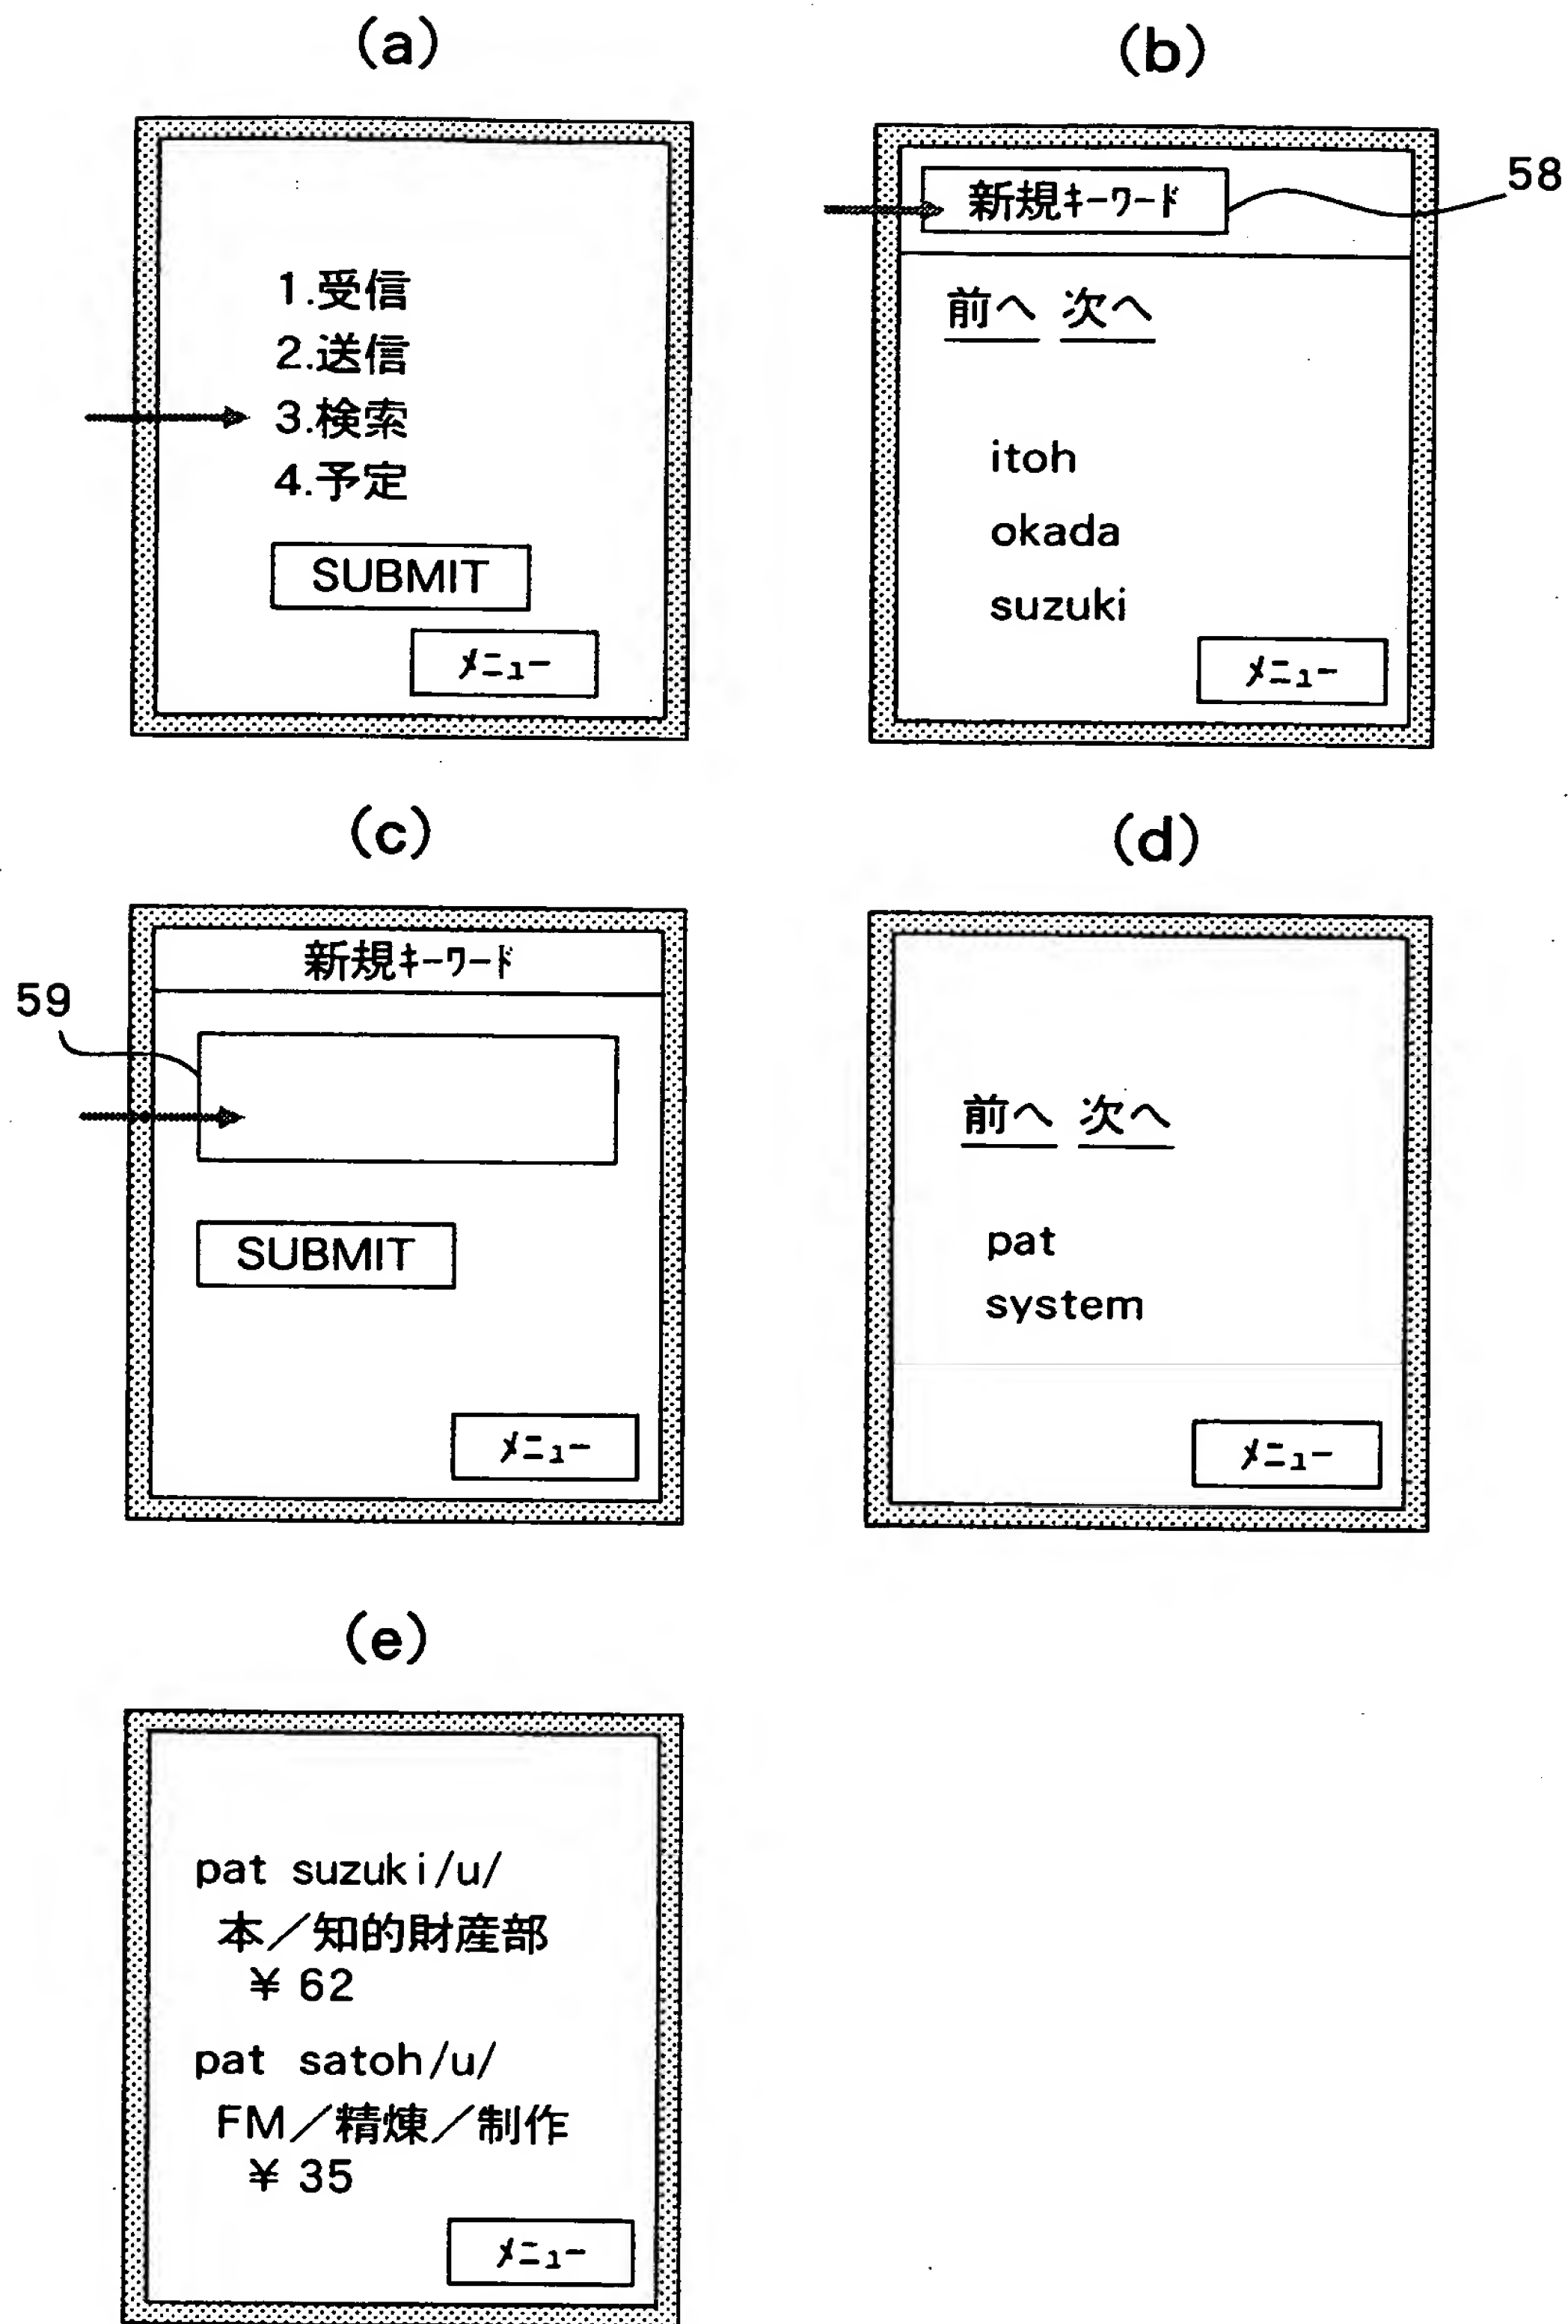 (a)
1.受信
2.送信
3.検索
4.予定
SUBMIT
メニュー
(b)
58
新規キーワード
前へ 次へ
itoh
okada
suzuki
メニュー
(c)
新規キーワード
59
SUBMIT
メニュー
(d)
前へ 次へ
pat
system
メニュー
(e)
pat suzuki/u/
本／知的財産部
￥62
pat satoh/u/
FM／精煉／制作
￥35
メニュー